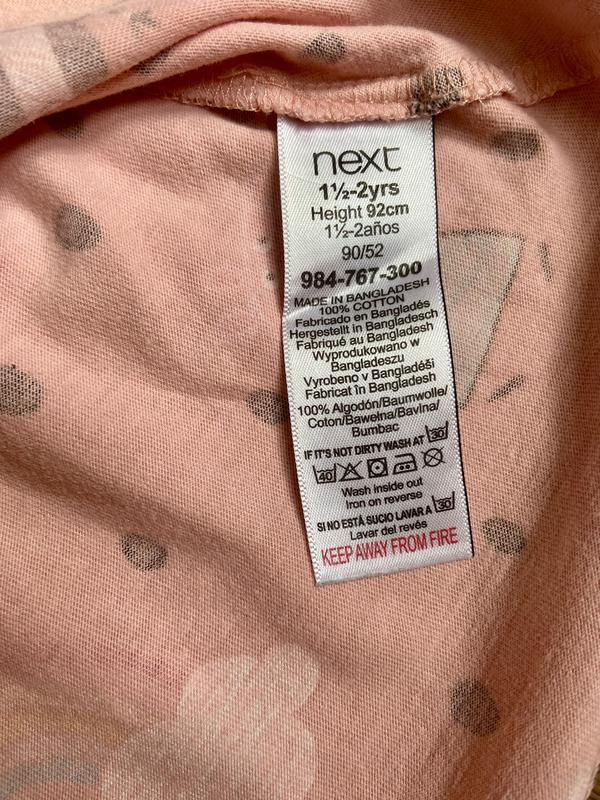 next
1½-2yrs
Height 92cm
1½-2años
90/52
984-767-300
MADE IN BANGLADESH
100% COTTON
Fabricado en Bangladés
Hergestellt in Bangladesch
Fabriqué au Bangladesh
Wyprodukowano w
Bangladeszu
Vyrobeno v Bangladéši
Fabricat în Bangladesh
100% Algodón/Baumwolle/
Coton/Bawełna/Bavlna/
Bumbac
IF IT'S NOT DIRTY WASH AT 30
40
Wash inside out
Iron on reverse
SI NO ESTÁ SUCIO LAVAR A 30
Lavar del revés
KEEP AWAY FROM FIRE